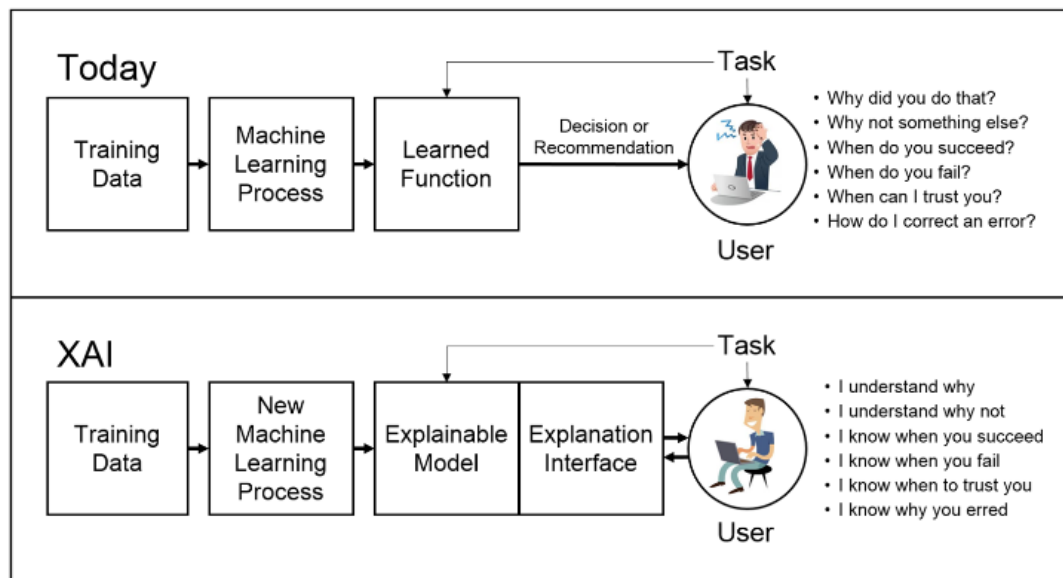 Today
Task
Training
Data
Machine
Learning
Process
Learned
Function
Decision or
Recommendation
User
• Why did you do that?
• Why not something else?
• When do you succeed?
• When do you fail?
• When can I trust you?
• How do I correct an error?
XAI
Task
Training
Data
New
Machine
Learning
Process
Explainable
Model
Explanation
Interface
User
• I understand why
• I understand why not
• I know when you succeed
• I know when you fail
• I know when to trust you
• I know why you erred